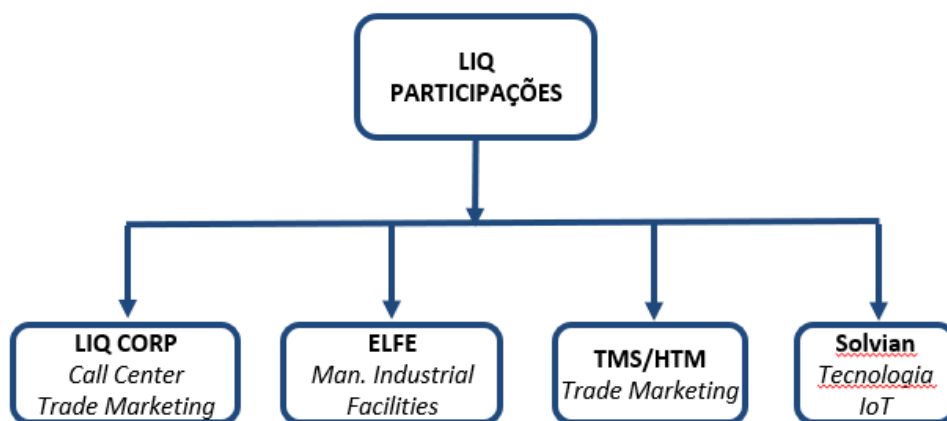 LIQ
PARTICIPAÇÕES
LIQ CORP
Call Center
Trade Marketing
ELFE
Man. Industrial
Facilities
TMS/HTM
Trade Marketing
Solvian
Tecnologia
IoT